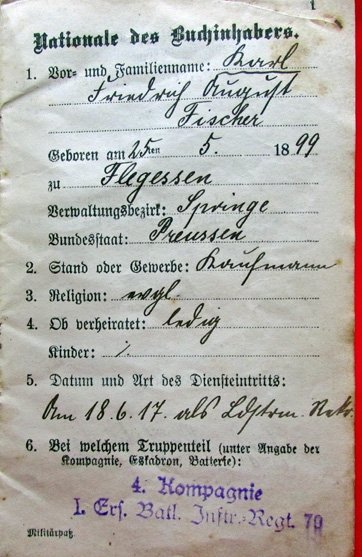 1
Nationale des Buchinhabers.
1. Vor- und Familienname: Karl
Friedrich August
Fischer
Geboren am 25ten 5. 1899
zu Flegessen
Verwaltungsbezirk: Springe
Bundesstaat: Preussen
2. Stand oder Gewerbe: Kaufmann
3. Religion: evgl.
4. Ob verheiratet: ledig
Kinder: ./.
5. Datum und Art des Diensteintritts:
Am 18.6.17. als Ldstrm. Rekr.
6. Bei welchem Truppenteil (unter Angabe der
Kompagnie, Eskadron, Batterie):
4. Kompagnie
I. Ers. Batl. Inftr.-Regt. 79
Militärpaß.